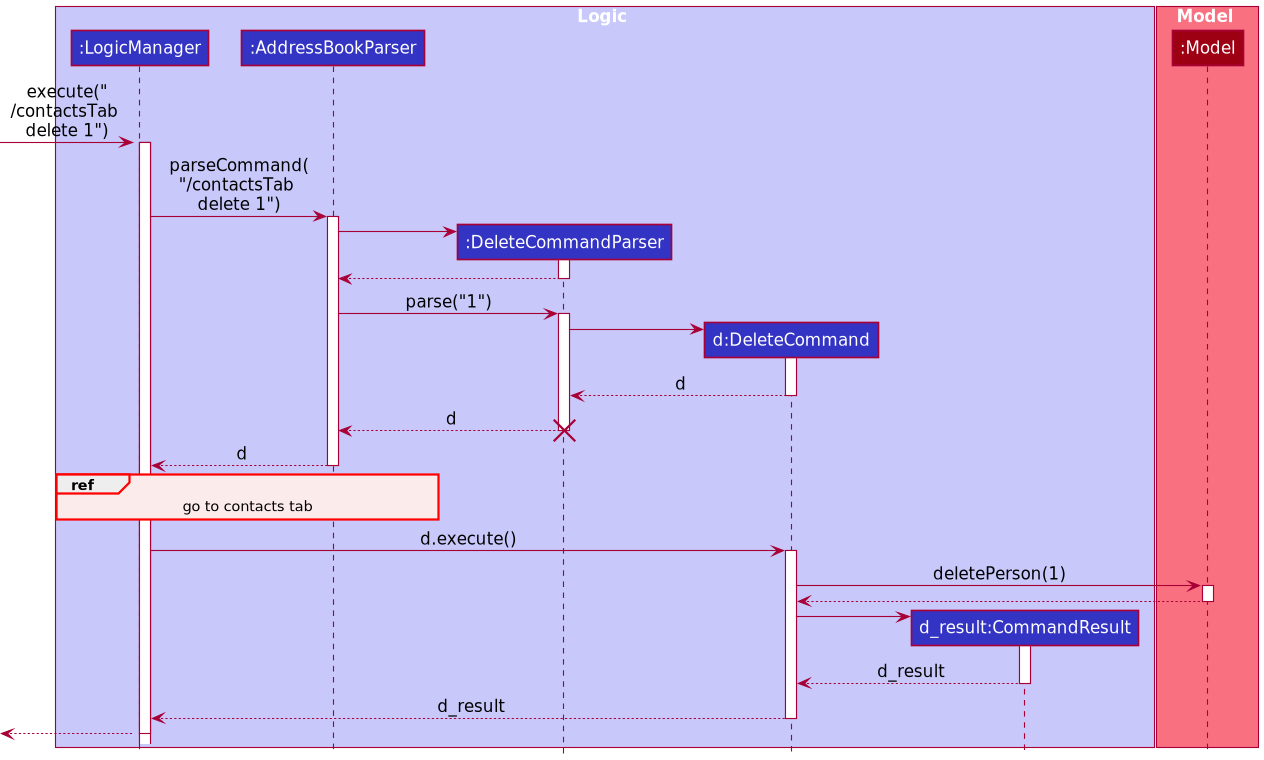 Logic
Model
:LogicManager
:AddressBookParser
:Model
execute("
/contactsTab
delete 1")
parseCommand(
"/contactsTab
delete 1")
:DeleteCommandParser
parse("1")
d:DeleteCommand
d
d
d
ref
go to contacts tab
d.execute()
deletePerson(1)
d_result:CommandResult
d_result
d_result